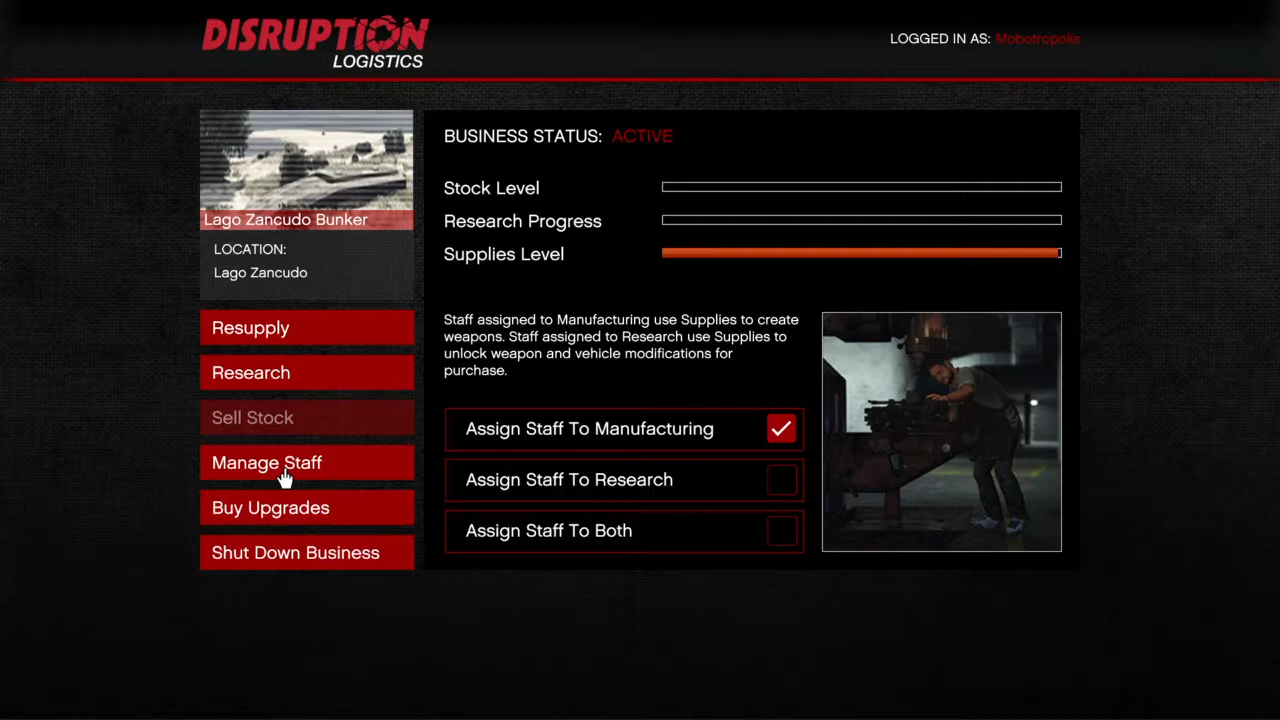 DISRUPTION
LOGISTICS
LOGGED IN AS: Mobotropolis
Lago Zancudo Bunker
LOCATION:
Lago Zancudo
Resupply
Research
Sell Stock
Manage Staff
Buy Upgrades
Shut Down Business
BUSINESS STATUS: ACTIVE
Stock Level
Research Progress
Supplies Level
Staff assigned to Manufacturing use Supplies to create
weapons. Staff assigned to Research use Supplies to
unlock weapon and vehicle modifications for
purchase.
Assign Staff To Manufacturing
Assign Staff To Research
Assign Staff To Both